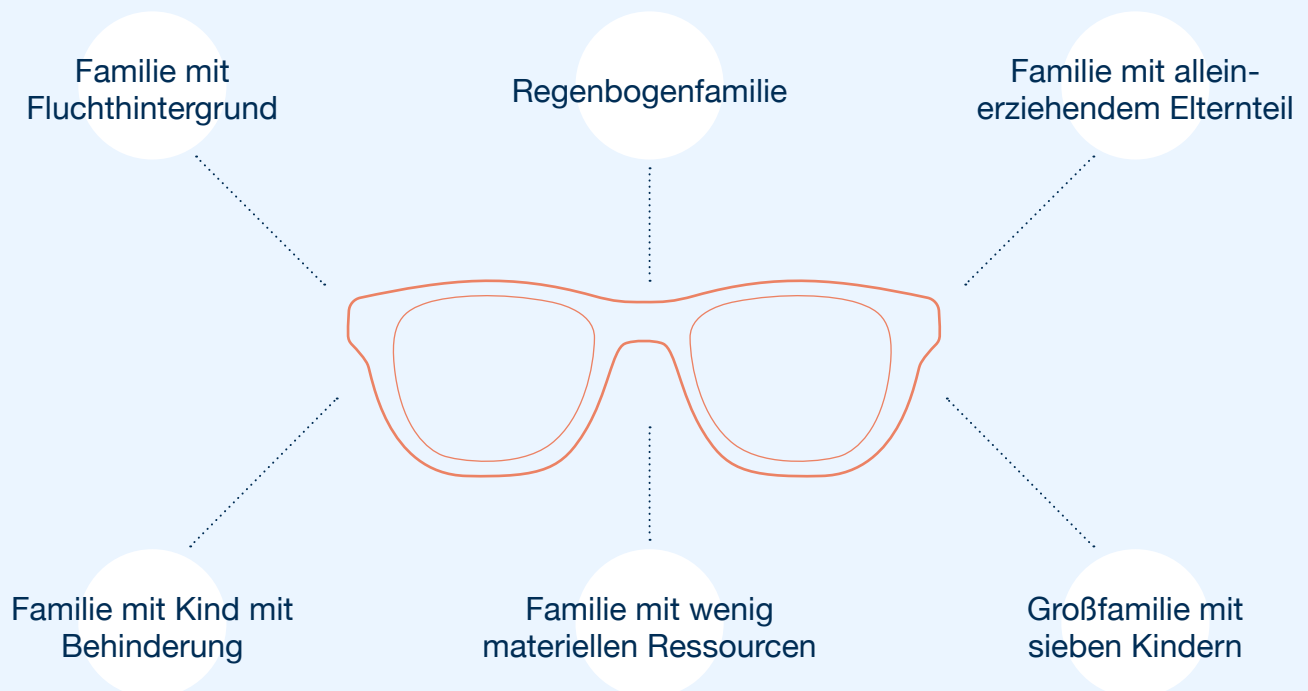 Familie mit
Fluchthintergrund
Regenbogenfamilie
Familie mit allein-
erziehendem Elternteil
Familie mit Kind mit
Behinderung
Familie mit wenig
materiellen Ressourcen
Großfamilie mit
sieben Kindern